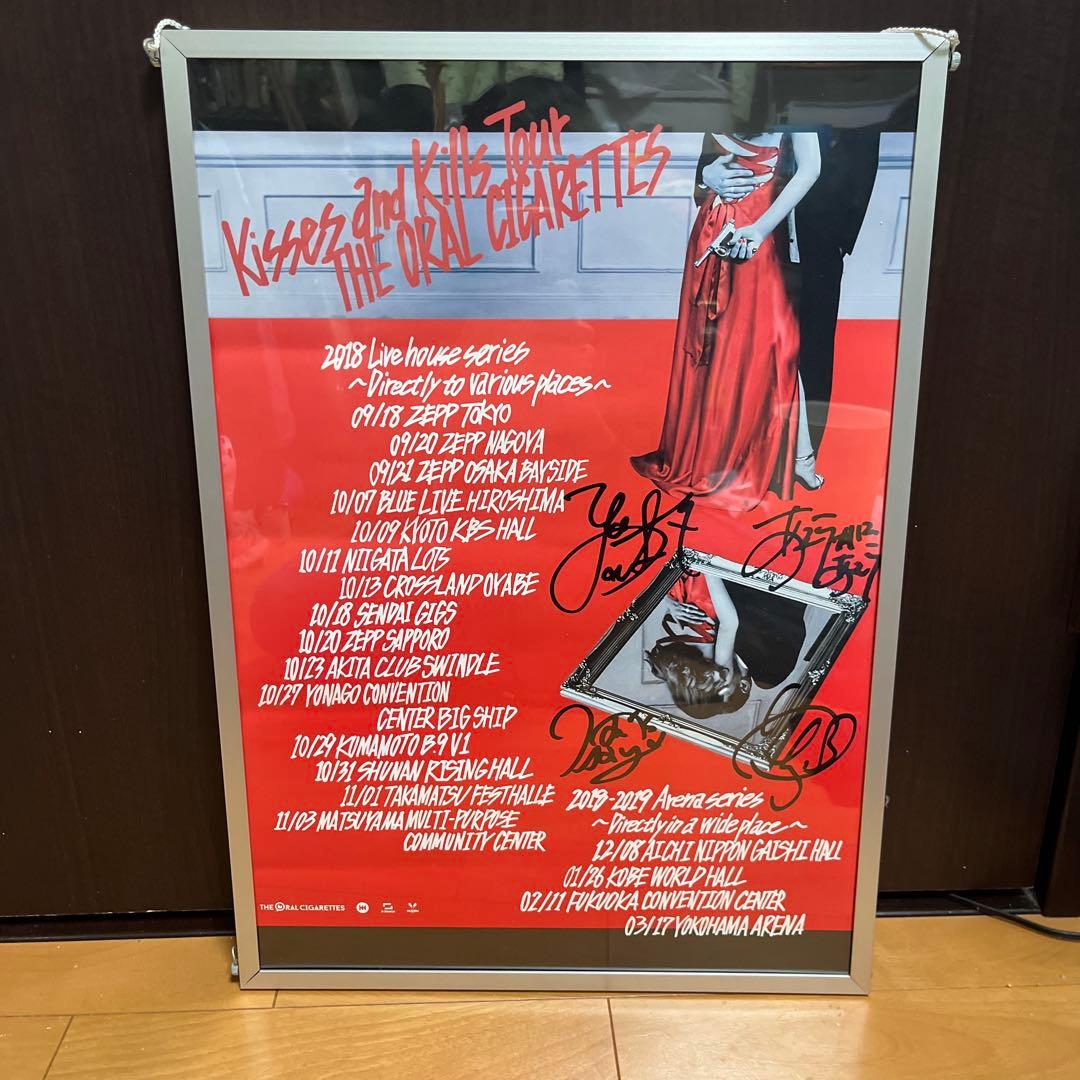 Kisses and Kills Tour
THE ORAL CIGARETTES
2018 Live house series
~Directly to various places~
09/18 ZEPP TOKYO
09/20 ZEPP NAGOYA
09/21 ZEPP OSAKA BAYSIDE
10/07 BLUE LIVE HIROSHIMA
10/09 KYOTO KBS HALL
10/11 NIIGATA LOTS
10/13 CROSSLAND OYABE
10/18 SENDAI GIGS
10/20 ZEPP SAPPORO
10/23 AKITA CLUB SWINDLE
10/27 YONAGO CONVENTION
CENTER BIG SHIP
10/29 KUMAMOTO B.9 V1
10/31 SHUNAN RISING HALL
11/01 TAKAMATSU FESTHALLE
11/03 MATSUYAMA MULTI-PURPOSE
COMMUNITY CENTER
2018-2019 Arena series
~Directly in a wide place~
12/08 AICHI NIPPON GAISHI HALL
01/26 KOBE WORLD HALL
02/11 FUKUOKA CONVENTION CENTER
03/17 YOKOHAMA ARENA
THE ORAL CIGARETTES